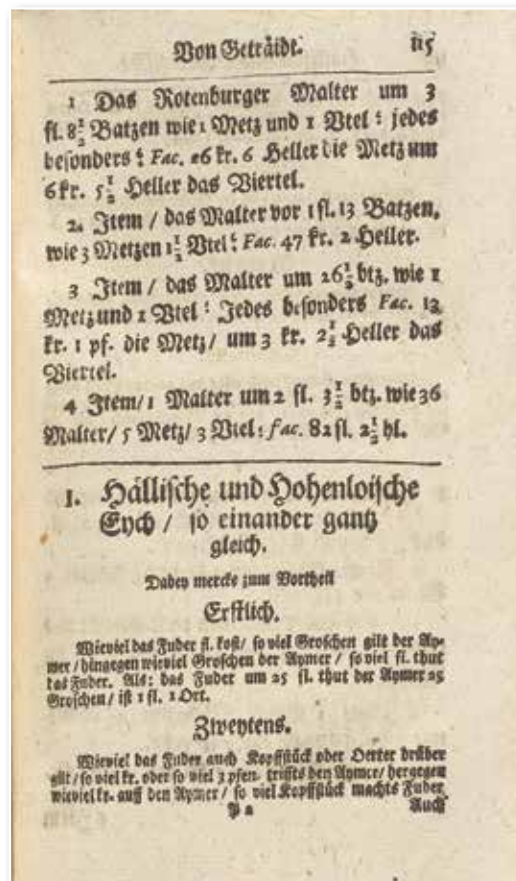 Von Geträidt. 115
1 Das Rotenburger Malter um 3
fl. 8½ Batzen wie 1 Metz und 1 Vtel? jedes
besonders? Fac. 26 kr. 6 Heller die Metz um
6 kr. 5½ Heller das Viertel.
2. Item / das Malter vor 1 fl. 13 Batzen,
wie 3 Metzen 1½ Vtel? Fac. 47 kr. 2 Heller.
3 Item / das Malter um 26½ btz. wie 1
Metz und 1 Vtel? Jedes besonders Fac. 13
kr. 1 pf. die Metz / um 3 kr. 2½ Heller das
Viertel.
4 Item / 1 Malter um 2 fl. 3½ btz. wie 36
Malter / 5 Metz / 3 Vtel: fac. 82 fl. 2½ hl.
1. Hällische und Hohenloische
Eych / so einander gantz
gleich.
Dabey mercke zum Vortheil
Erstlich.
Wieviel das Fuder fl. kost / so viel Groschen gilt der Ay-
mer / hingegen wieviel Groschen der Aymer / so viel fl. thut
das Fuder. Als: das Fuder um 25 fl. thut der Aymer 25
Groschen / ist 1 fl. 1 Ort.
Zweytens.
Wieviel das Fuder auch Kopffstück oder Oerter drüber
gilt / so viel kr. oder so viel 3 pfen. triffts den Aymer / hergegen
wieviel kr. auff den Aymer / so viel Kopffstück machts Fuder
P 2 Auch